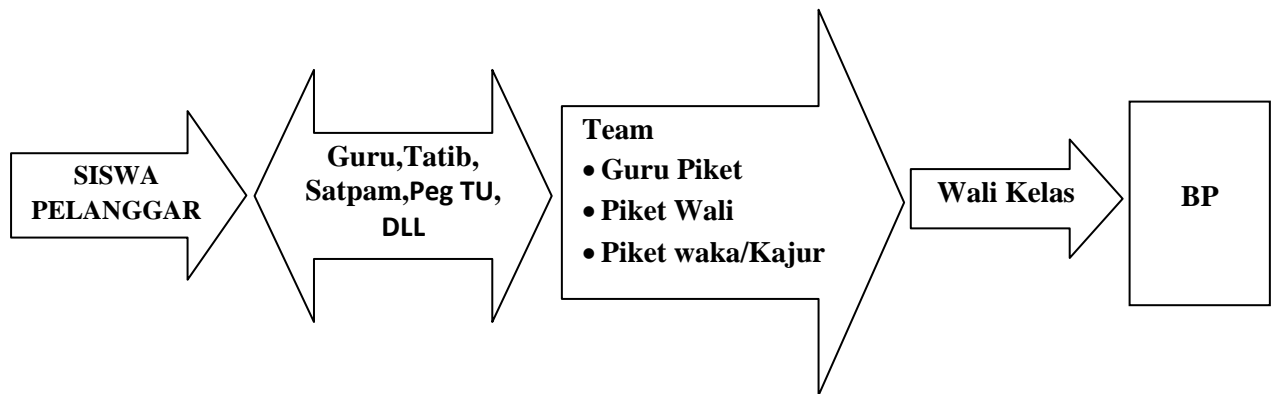 SISWA
PELANGGAR
Guru,Tatib,
Satpam,Peg TU,
DLL
Team
• Guru Piket
• Piket Wali
• Piket waka/Kajur
Wali Kelas
BP